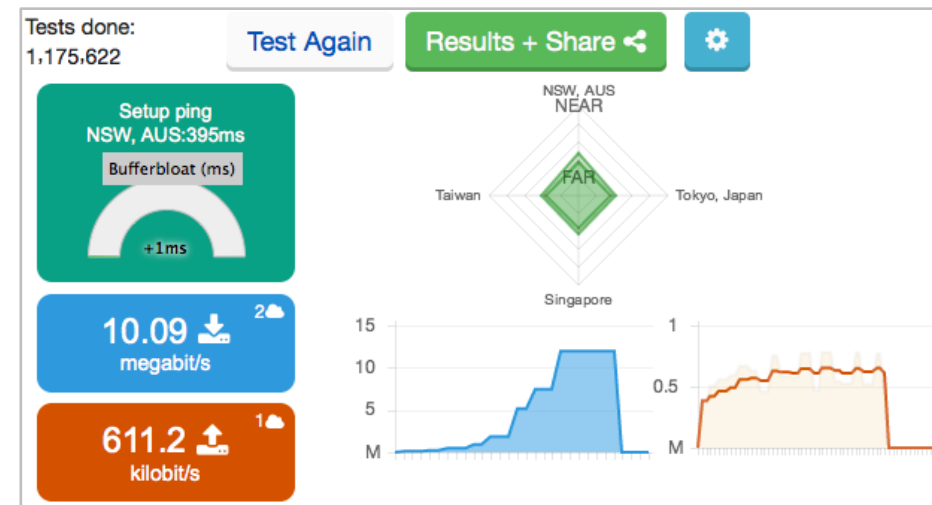 Tests done:
1,175,622
Test Again
Results + Share
Setup ping
NSW, AUS:395ms
Bufferbloat (ms)
+1ms
NSW, AUS
NEAR
FAR
Taiwan
Tokyo, Japan
Singapore
10.09
megabit/s
2
611.2
kilobit/s
1
15
10
5
M
1
0.5
M